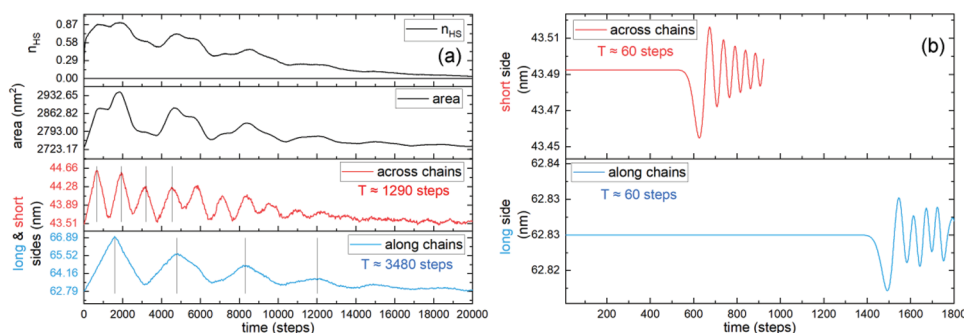 0.87
0.58
0.29
0.00
n_HS
n_HS
(a)
2932.65
2862.82
2793.00
2723.17
area (nm²)
area
44.66
44.28
43.89
43.51
across chains
T ≈ 1290 steps
long & short
sides (nm)
66.89
65.52
64.16
62.79
along chains
T ≈ 3480 steps
0 2000 4000 6000 8000 10000 12000 14000 16000 18000 20000
time (steps)
43.51
43.49
43.47
43.45
short side
(nm)
across chains
T ≈ 60 steps
(b)
62.84
62.83
62.83
62.82
long side
(nm)
along chains
T ≈ 60 steps
200 400 600 800 1000 1200 1400 1600 1800
time (steps)